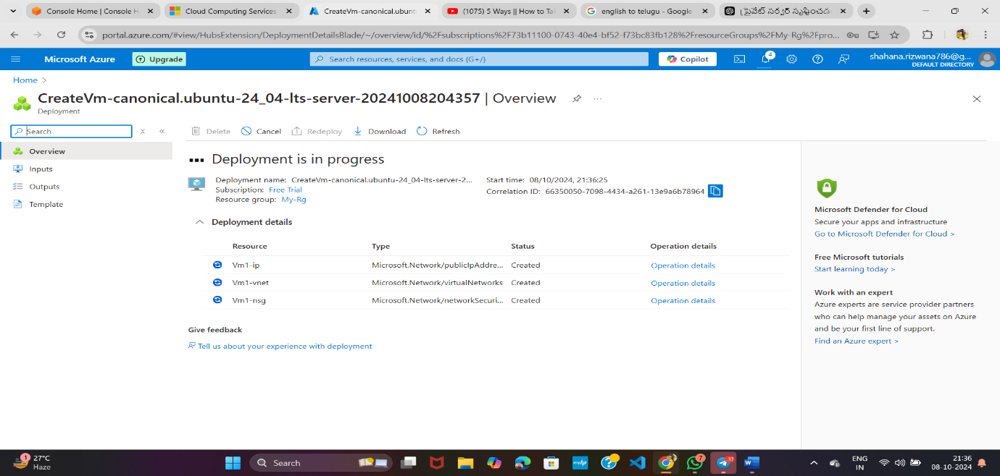 Console Home | Console H
Cloud Computing Services
CreateVm-canonical.ubunt
(1075) 5 Ways || How to Tal
english to telugu - Google
ప్రైవేట్ సర్వర్ సృష్టించడం
portal.azure.com/#view/HubsExtension/DeploymentDetailsBlade/~/overview/id/%2Fsubscriptions%2F73b11100-0743-40e4-bf52-f73bc83fb128%2FresourceGroups%2FMy-Rg%2Fpro...
Microsoft Azure
Upgrade
Search resources, services, and docs (G+/)
Copilot
4
shahana.rizwana786@g...
DEFAULT DIRECTORY
Home >
CreateVm-canonical.ubuntu-24_04-lts-server-20241008204357 | Overview
Deployment
Search
Delete Cancel Redeploy Download Refresh
Overview
Inputs
Outputs
Template
Deployment is in progress
Deployment name: CreateVm-canonical.ubuntu-24_04-lts-server-2...
Subscription: Free Trial
Resource group: My-Rg
Start time: 08/10/2024, 21:36:25
Correlation ID: 66350050-7098-4434-a261-13e9a6b78964
Deployment details
Resource Type Status Operation details
Vm1-ip Microsoft.Network/publicIpAddre... Created Operation details
Vm1-vnet Microsoft.Network/virtualNetworks Created Operation details
Vm1-nsg Microsoft.Network/networkSecuri... Created Operation details
Give feedback
Tell us about your experience with deployment
Microsoft Defender for Cloud
Secure your apps and infrastructure
Go to Microsoft Defender for Cloud >
Free Microsoft tutorials
Start learning today >
Work with an expert
Azure experts are service provider partners
who can help manage your assets on Azure
and be your first line of support.
Find an Azure expert >
1
27°C
Haze
Search
7
37
ENG
IN
21:36
08-10-2024